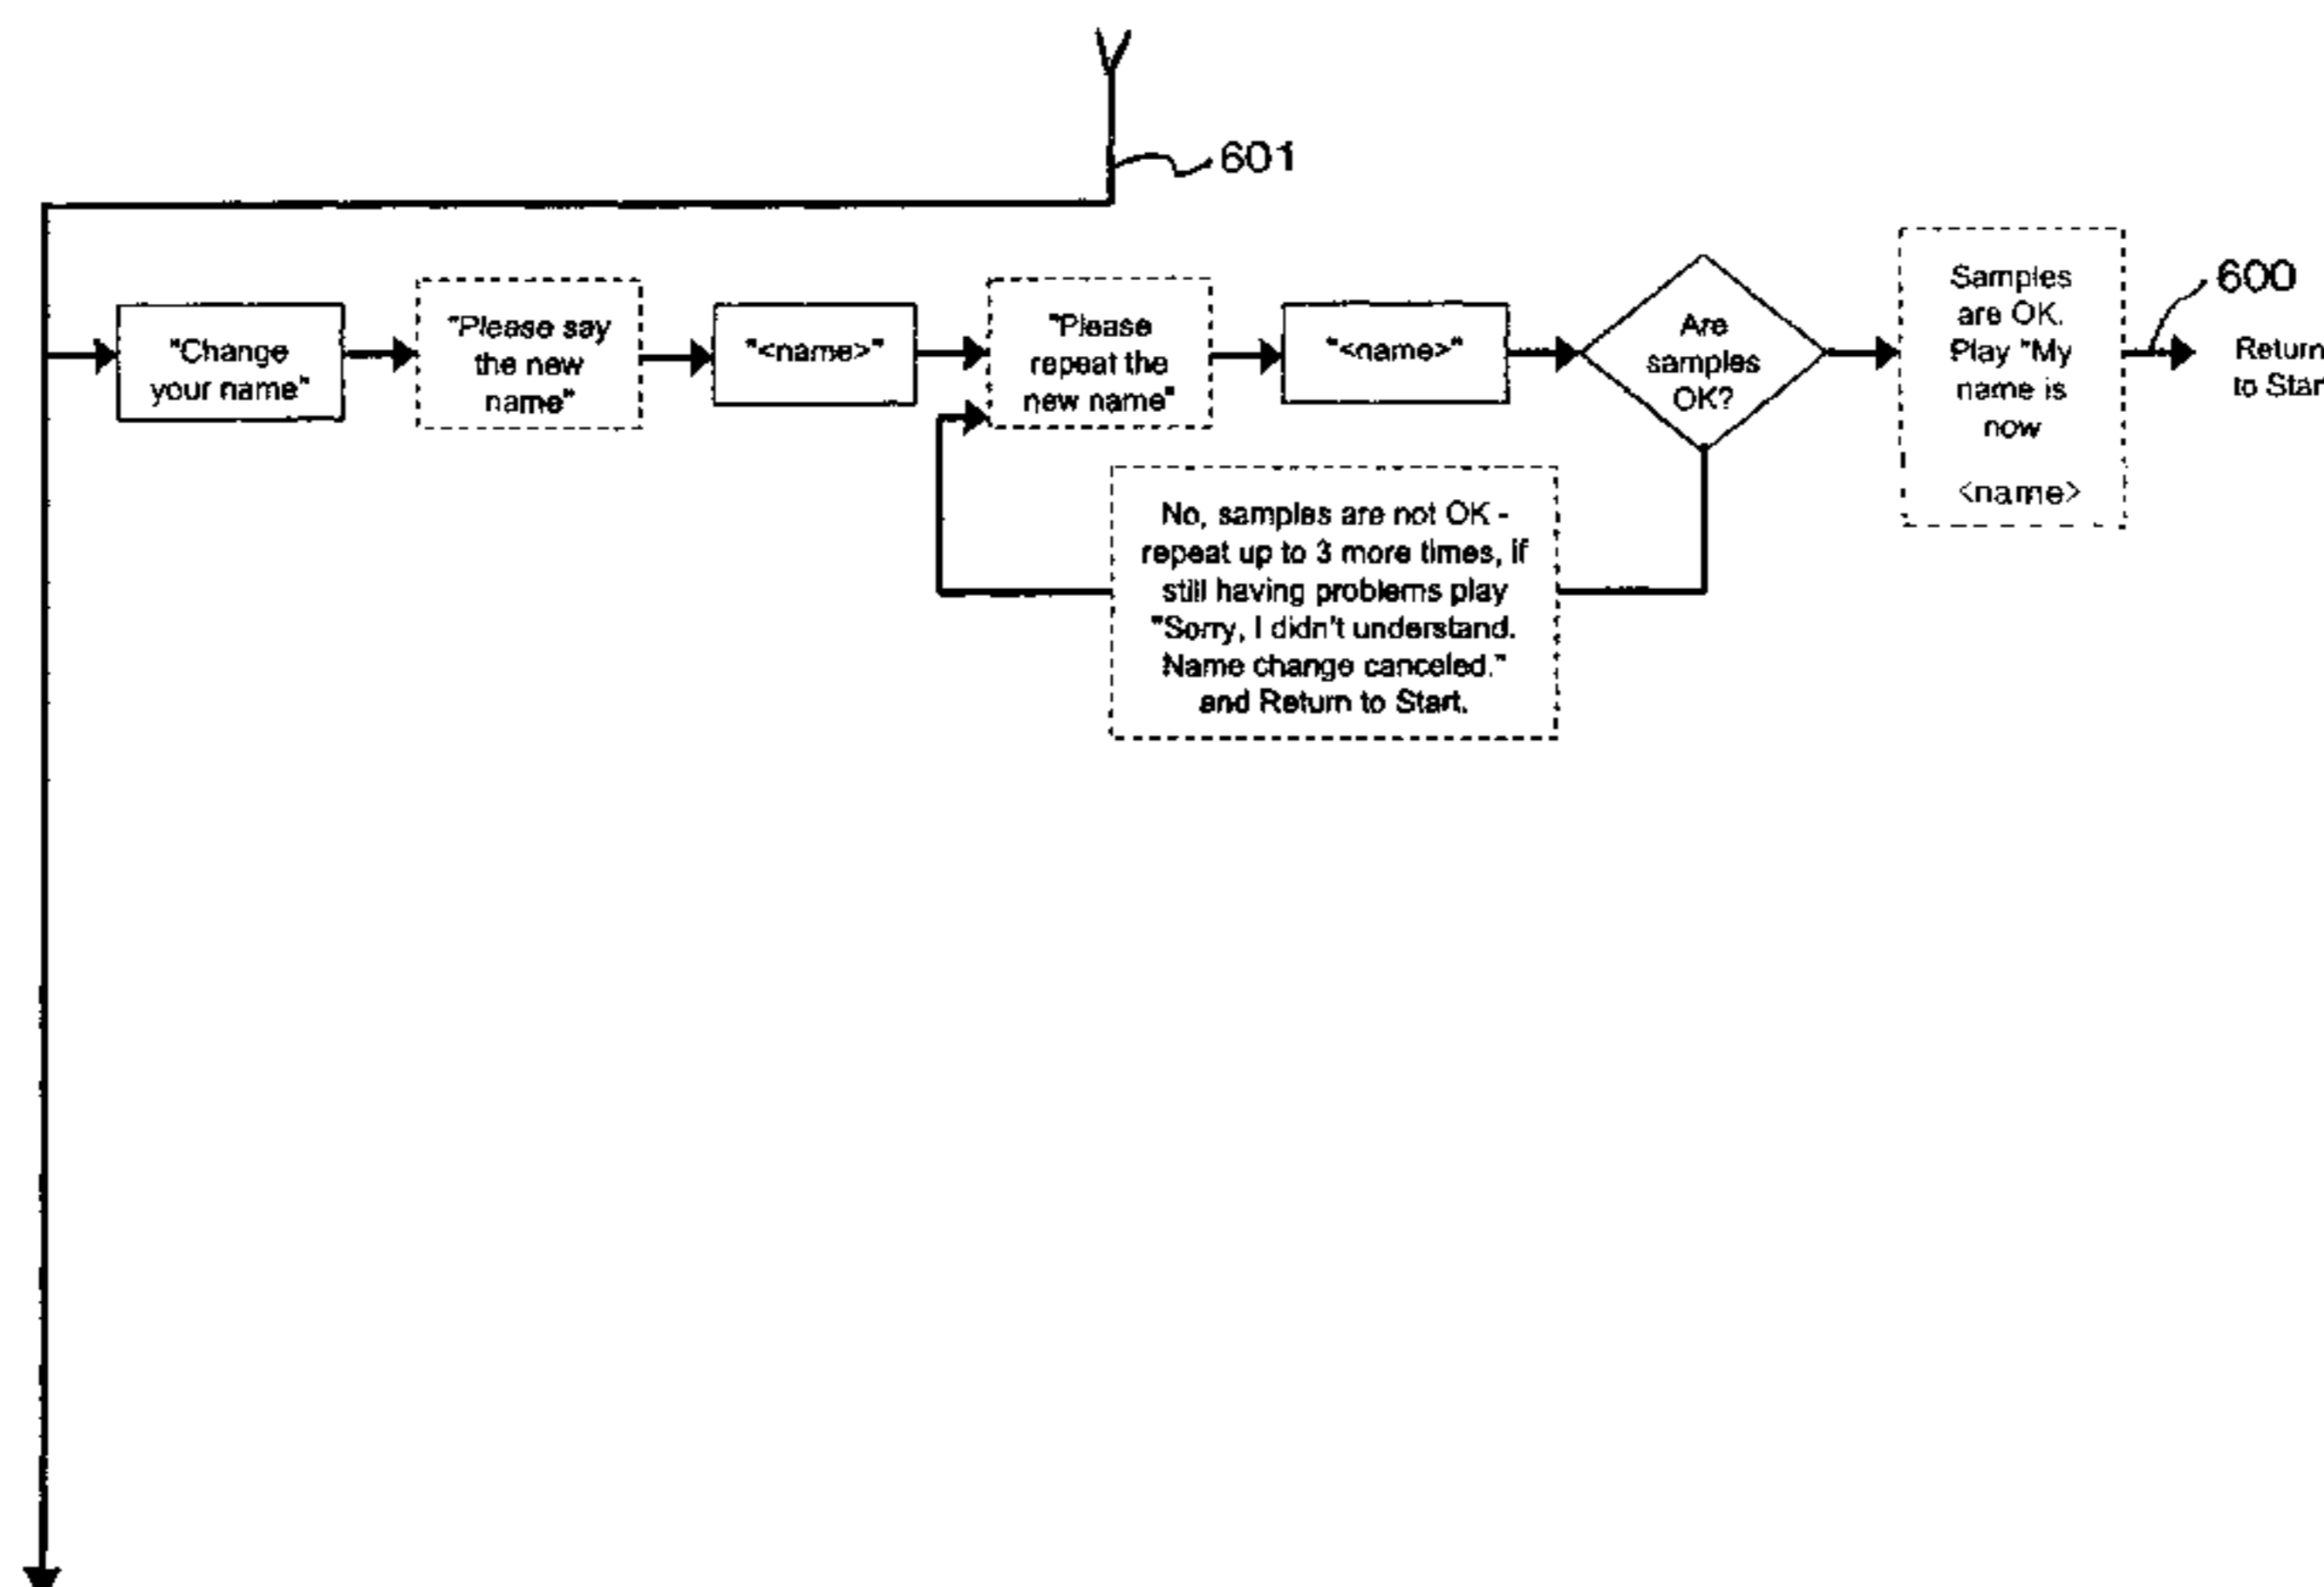 601
"Change
your name"
"Please say
the new
name"
"<name>"
"Please
repeat the
new name"
"<name>"
Are
samples
OK?
Samples
are OK.
Play "My
name is
now
<name>
600
Return
to Star
No, samples are not OK -
repeat up to 3 more times, if
still having problems play
"Sorry, I didn't understand.
Name change canceled."
and Return to Start.